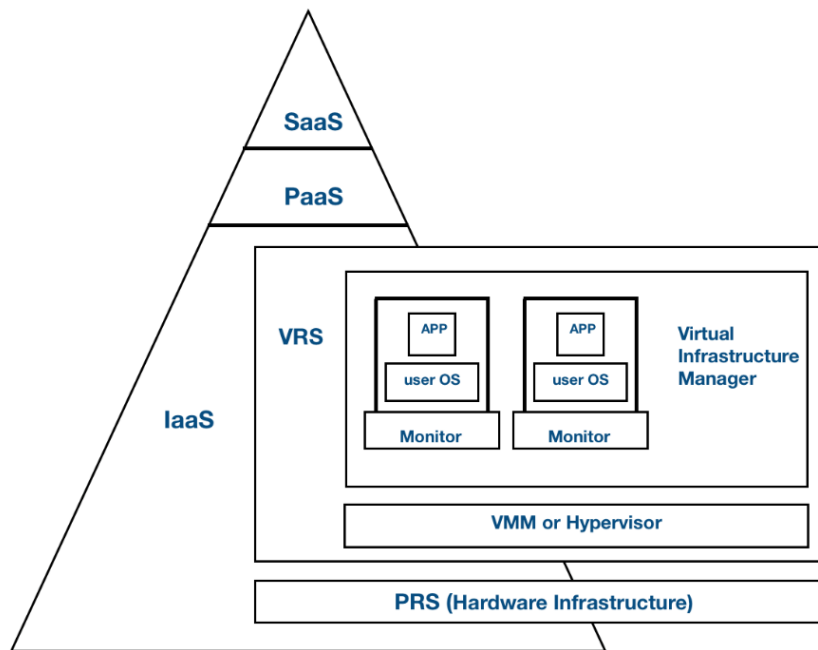 SaaS
PaaS
IaaS
VRS
APP
user OS
Monitor
APP
user OS
Monitor
Virtual
Infrastructure
Manager
VMM or Hypervisor
PRS (Hardware Infrastructure)